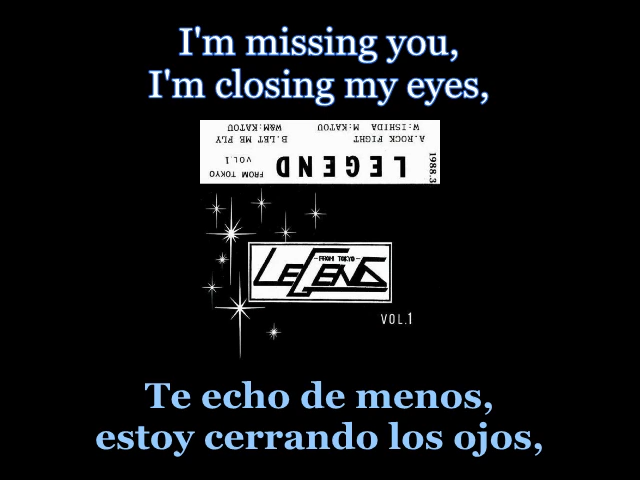 I'm missing you,
I'm closing my eyes,
1988.3
LEGEND
FROM TOKYO
VOL.1
A.ROCK FIGHT
W:ISHIDA M:KATOU
B.LET ME FLY
W&M:KATOU
-FROM TOKYO-
LEGEND
VOL.1
Te echo de menos,
estoy cerrando los ojos,